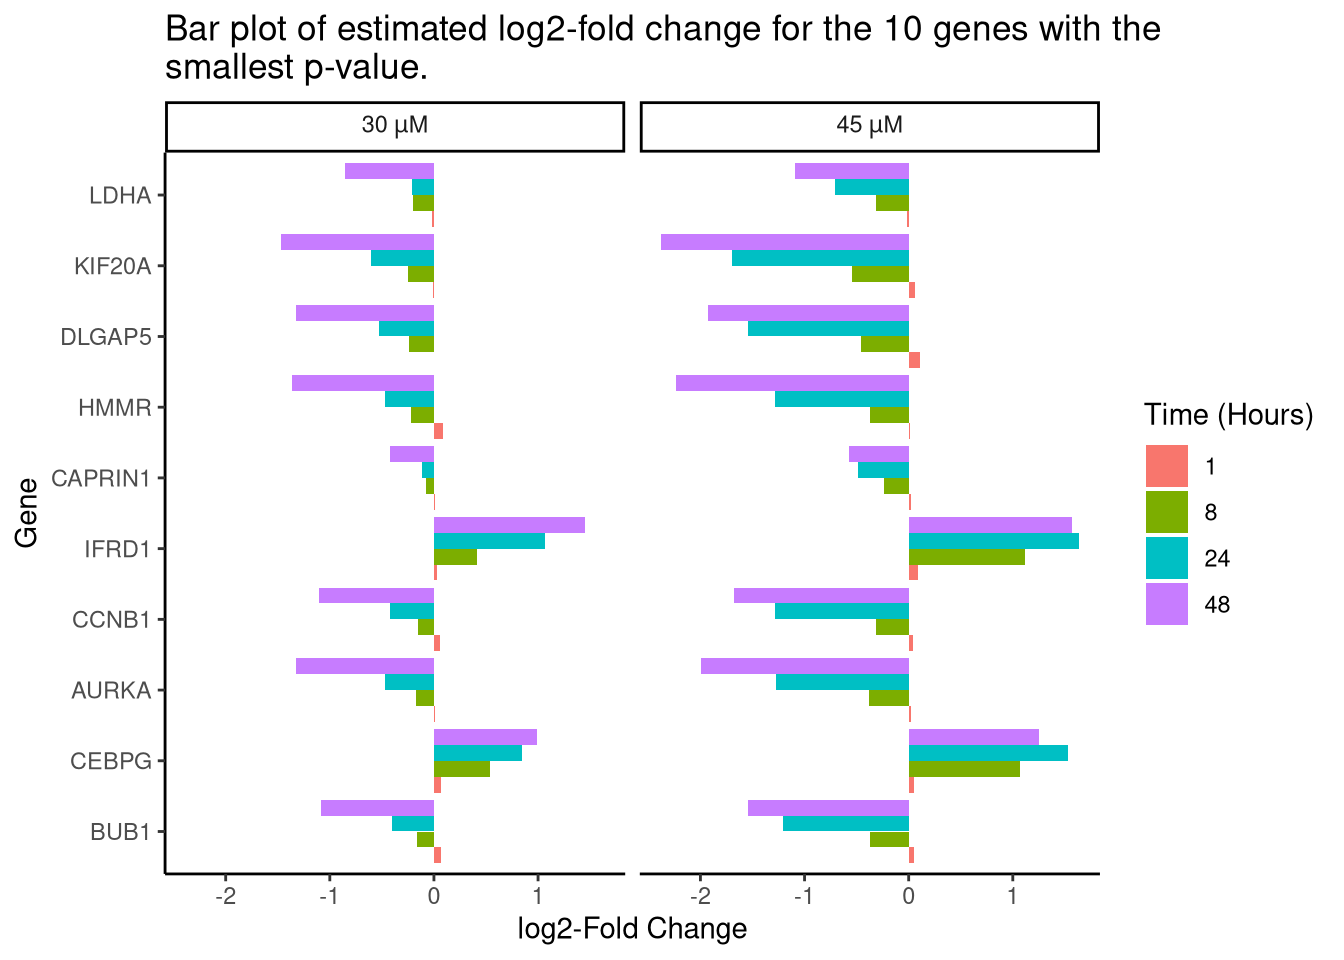 Bar plot of estimated log2-fold change for the 10 genes with the
smallest p-value.
30 µM
45 µM
Gene
LDHA
KIF20A
DLGAP5
HMMR
CAPRIN1
IFRD1
CCNB1
AURKA
CEBPG
BUB1
-2
-1
0
1
-2
-1
0
1
log2-Fold Change
Time (Hours)
1
8
24
48